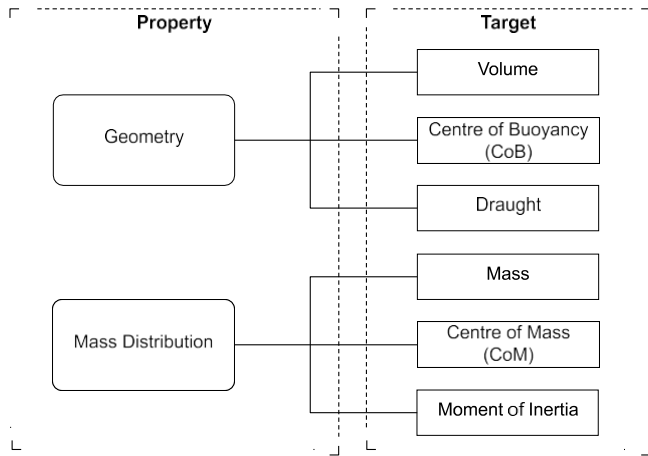 Property
Target
Geometry
Volume
Centre of Buoyancy
(CoB)
Draught
Mass Distribution
Mass
Centre of Mass
(CoM)
Moment of Inertia